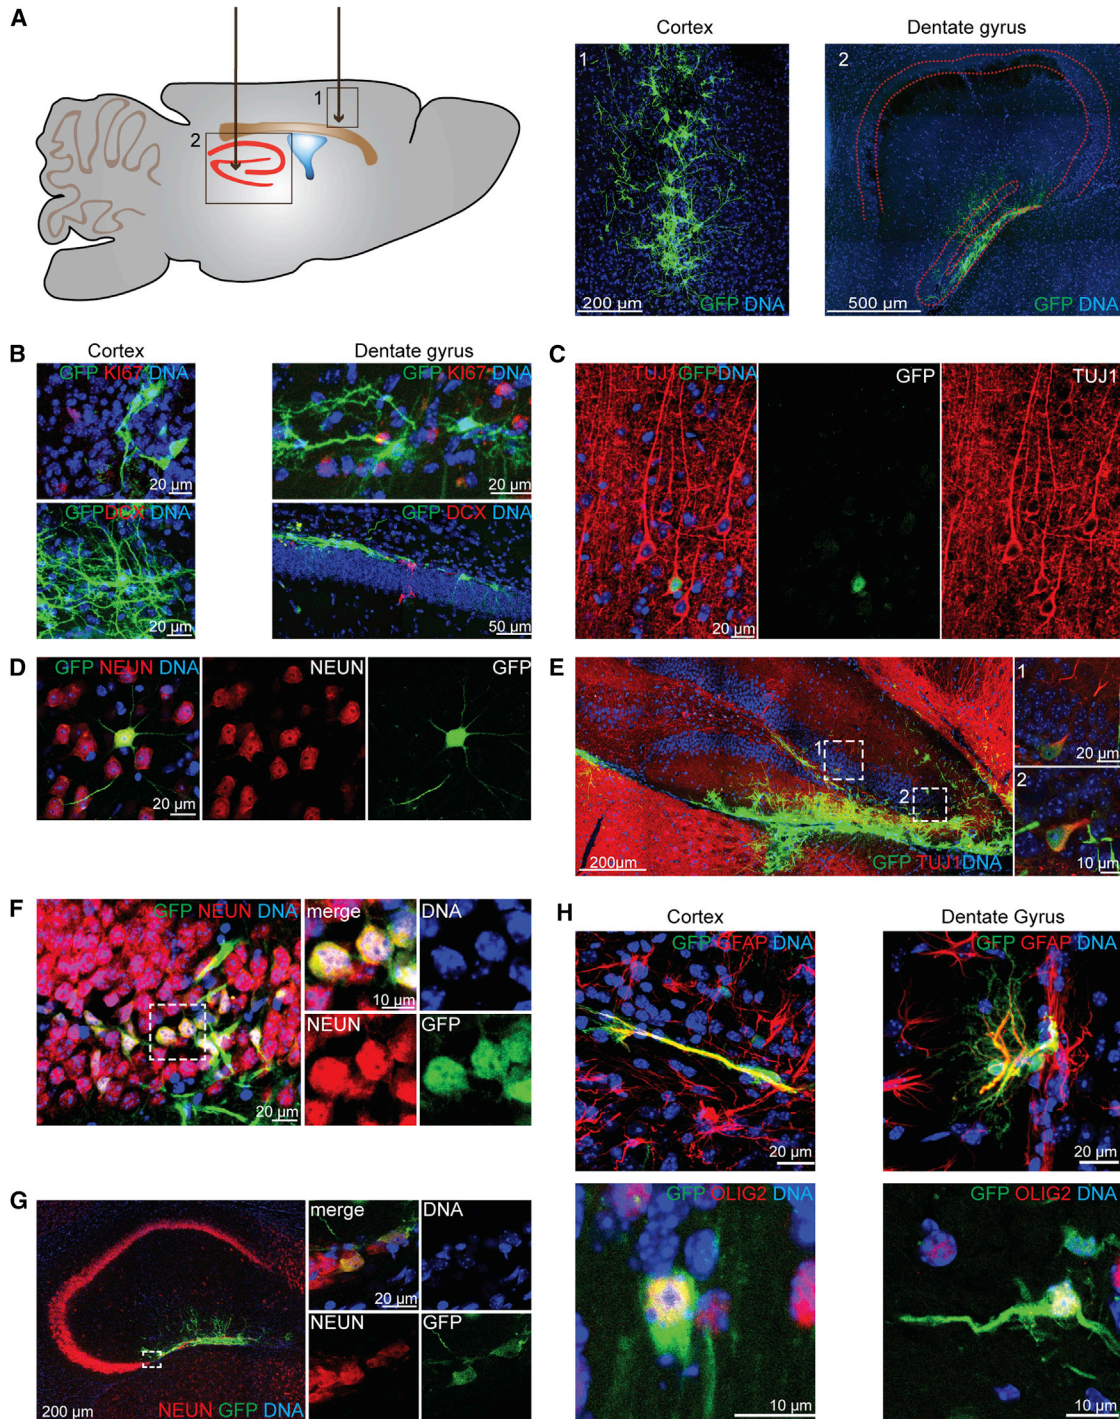 A
1
2
Cortex
1
200 µm
GFP DNA
Dentate gyrus
2
500 µm
GFP DNA
B
Cortex
GFP KI67 DNA
20 µm
GFP DCX DNA
20 µm
Dentate gyrus
GFP KI67 DNA
20 µm
GFP DCX DNA
50 µm
C
TUJ1 GFP DNA
20 µm
GFP
TUJ1
D
GFP NEUN DNA
20 µm
NEUN
GFP
E
1
2
200µm
GFP TUJ1 DNA
1
20 µm
2
10 µm
F
GFP NEUN DNA
20 µm
merge
10 µm
DNA
NEUN
GFP
G
200 µm
NEUN GFP DNA
merge
20 µm
DNA
NEUN
GFP
H
Cortex
GFP GFAP DNA
20 µm
GFP OLIG2 DNA
10 µm
Dentate Gyrus
GFP GFAP DNA
20 µm
GFP OLIG2 DNA
10 µm